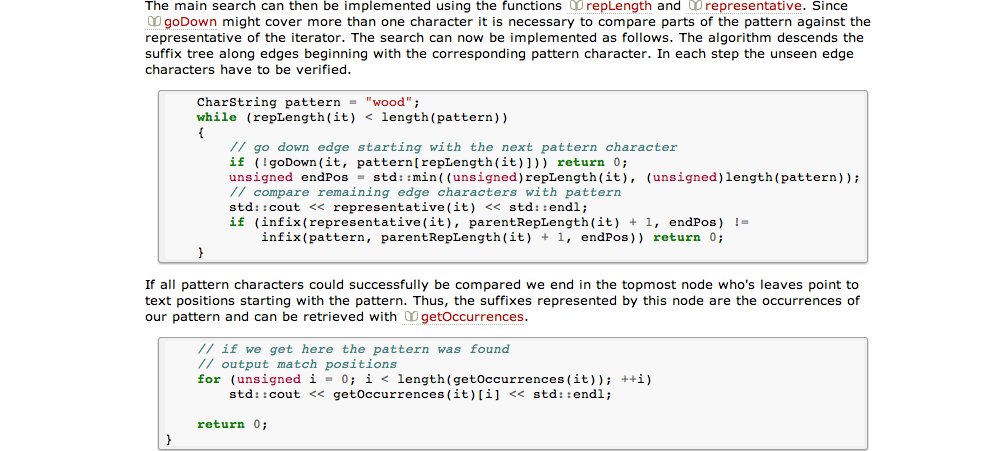 The main search can then be implemented using the functions repLength and representative. Since
goDown might cover more than one character it is necessary to compare parts of the pattern against the
representative of the iterator. The search can now be implemented as follows. The algorithm descends the
suffix tree along edges beginning with the corresponding pattern character. In each step the unseen edge
characters have to be verified.
CharString pattern = "wood";
while (repLength(it) < length(pattern))
{
// go down edge starting with the next pattern character
if (!goDown(it, pattern[repLength(it)])) return 0;
unsigned endPos = std::min((unsigned)repLength(it), (unsigned)length(pattern));
// compare remaining edge characters with pattern
std::cout << representative(it) << std::endl;
if (infix(representative(it), parentRepLength(it) + 1, endPos) !=
infix(pattern, parentRepLength(it) + 1, endPos)) return 0;
}
If all pattern characters could successfully be compared we end in the topmost node who's leaves point to
text positions starting with the pattern. Thus, the suffixes represented by this node are the occurrences of
our pattern and can be retrieved with getOccurrences.
// if we get here the pattern was found
// output match positions
for (unsigned i = 0; i < length(getOccurrences(it)); ++i)
std::cout << getOccurrences(it)[i] << std::endl;
return 0;
}